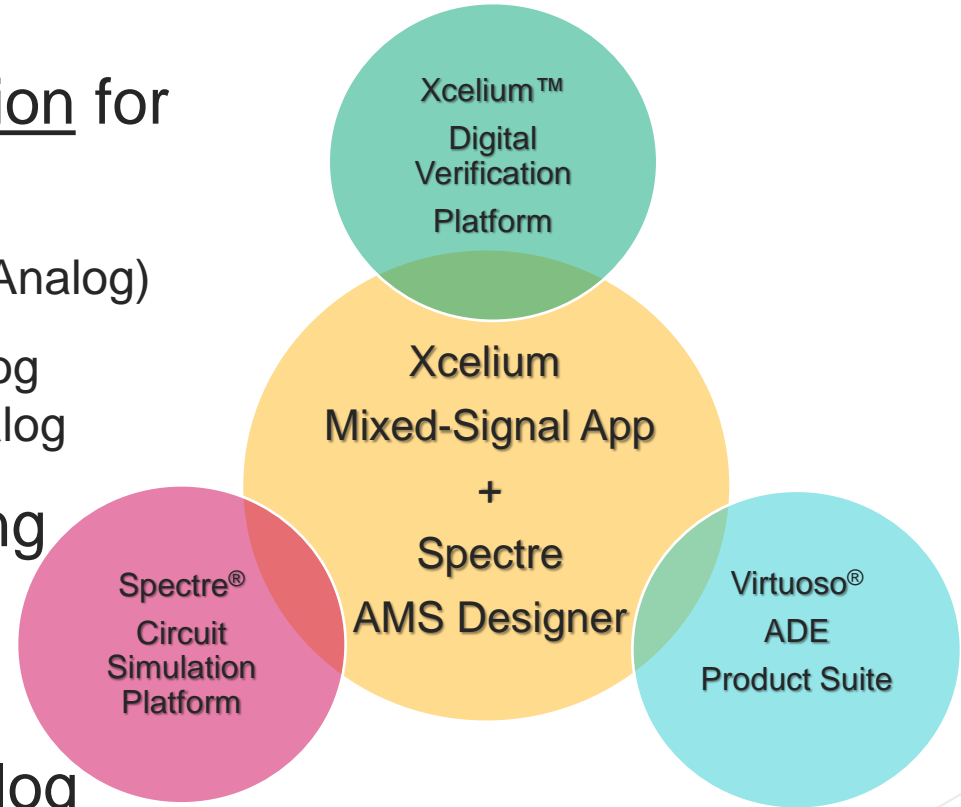 ion for
Analog)
og
alog
ng
log
Xcelium™
Digital
Verification
Platform
Xcelium
Mixed-Signal App
+
Spectre
AMS Designer
Spectre®
Circuit
Simulation
Platform
Virtuoso®
ADE
Product Suite